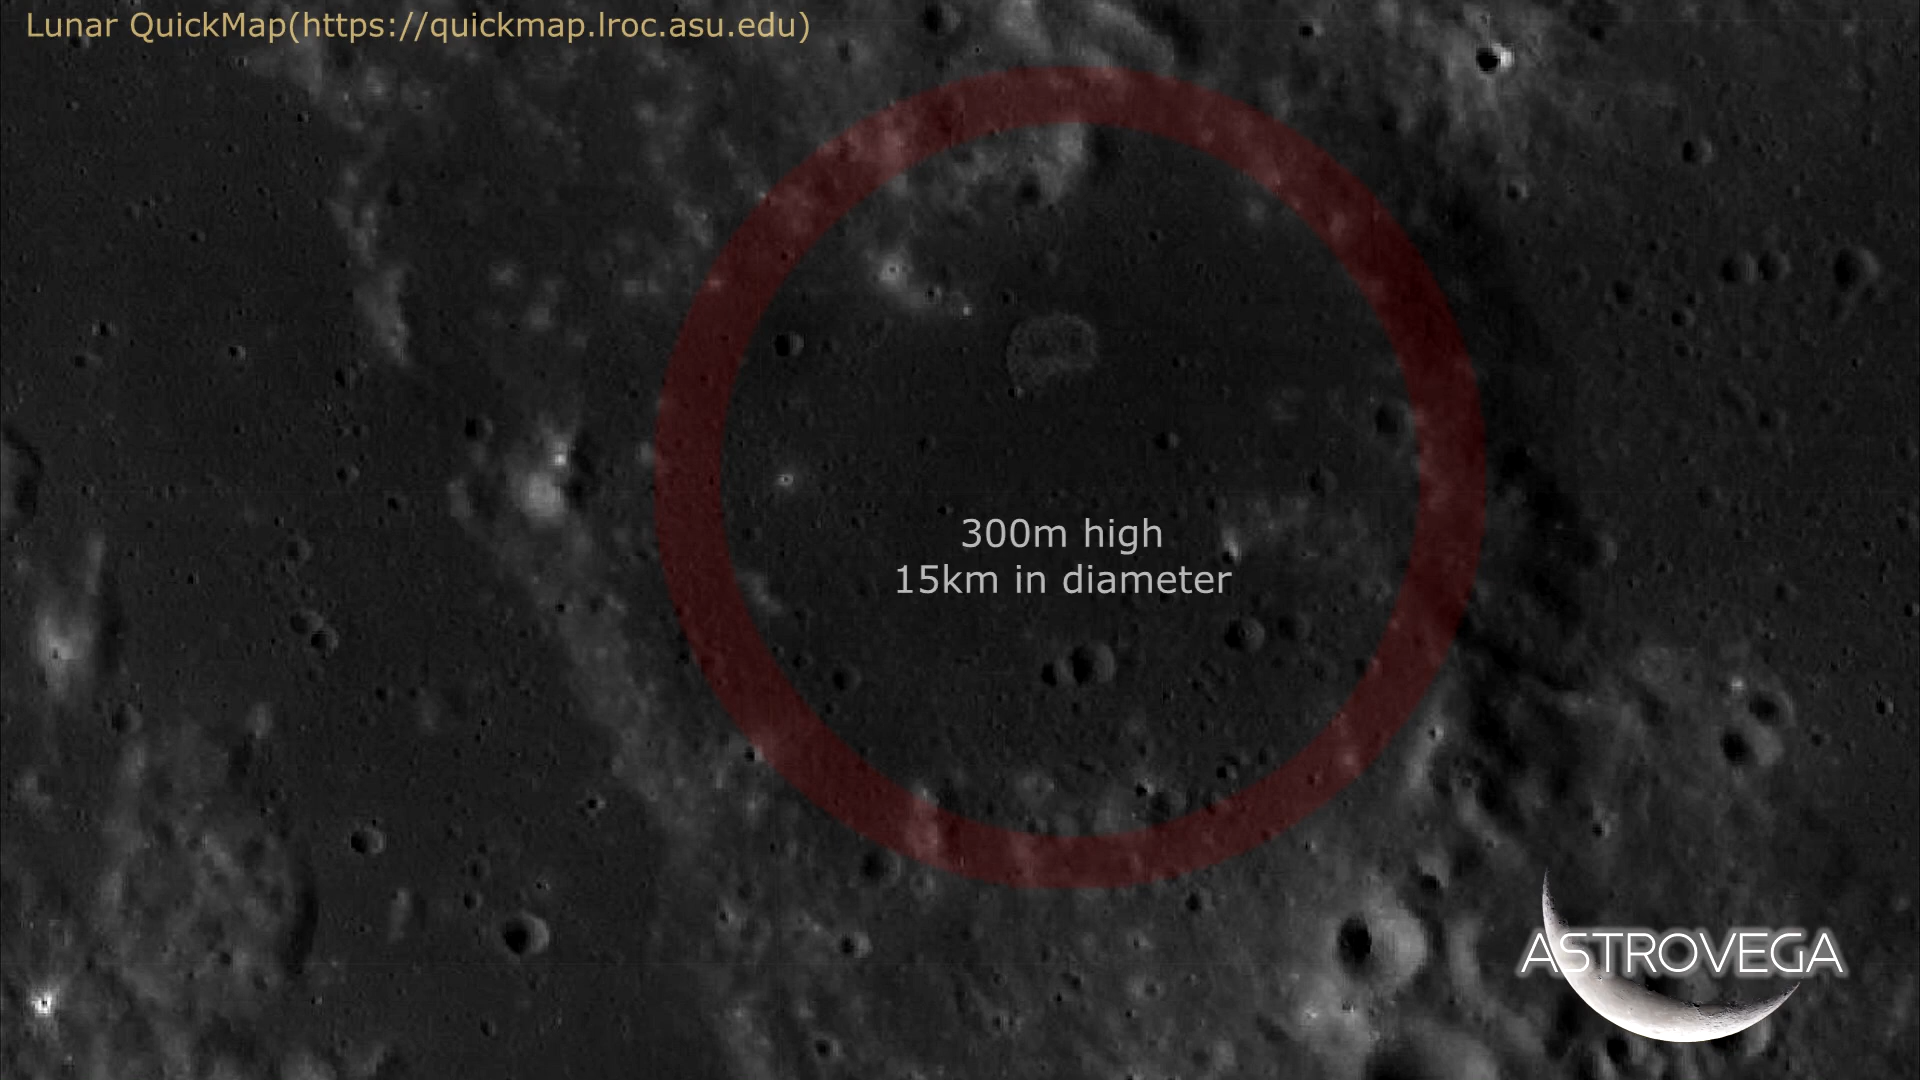 Lunar QuickMap(https://quickmap.lroc.asu.edu)
300m high
15km in diameter
ASTROVEGA